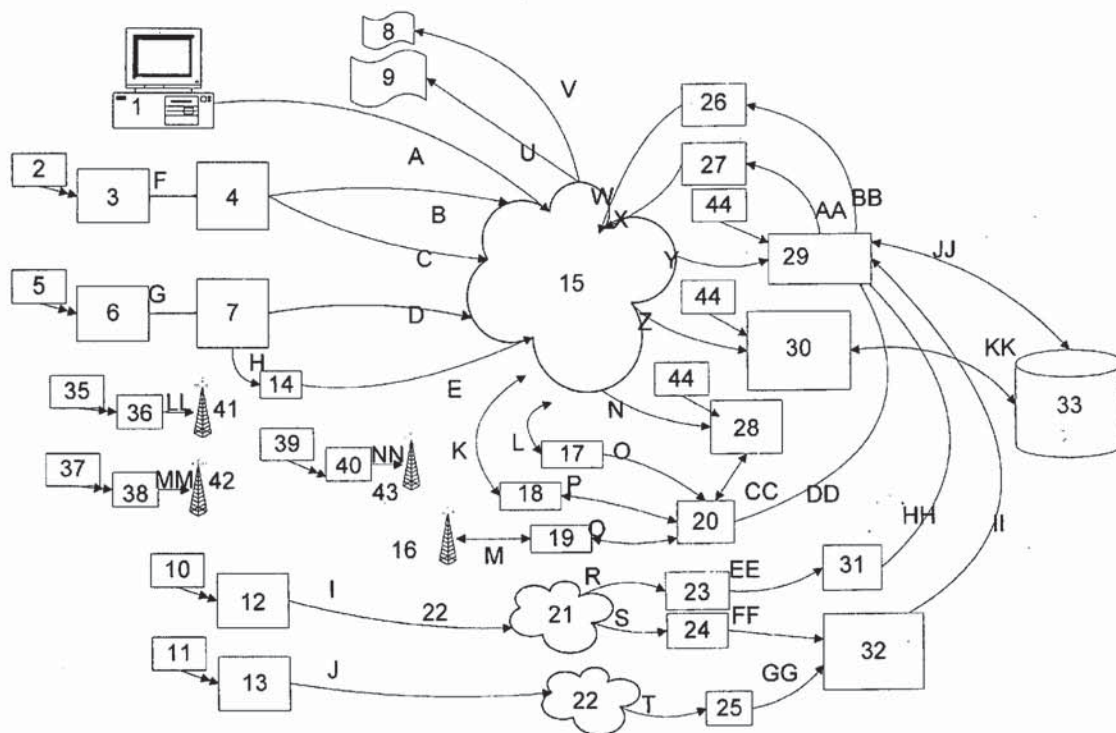 8
V
9
1
26
A
U
2
F
W
27
BB
3
4
B
X
44
AA
C
JJ
Y
29
5
G
15
44
6
7
D
Z
30
KK
H
14
E
44
33
35
LL
41
N
36
28
39
NN
K
L
17
O
37
MM
42
40
43
18
P
CC
DD
38
20
HH
II
16
M
19
Q
10
I
R
EE
31
12
22
21
23
S
FF
24
32
11
J
GG
13
22
T
25